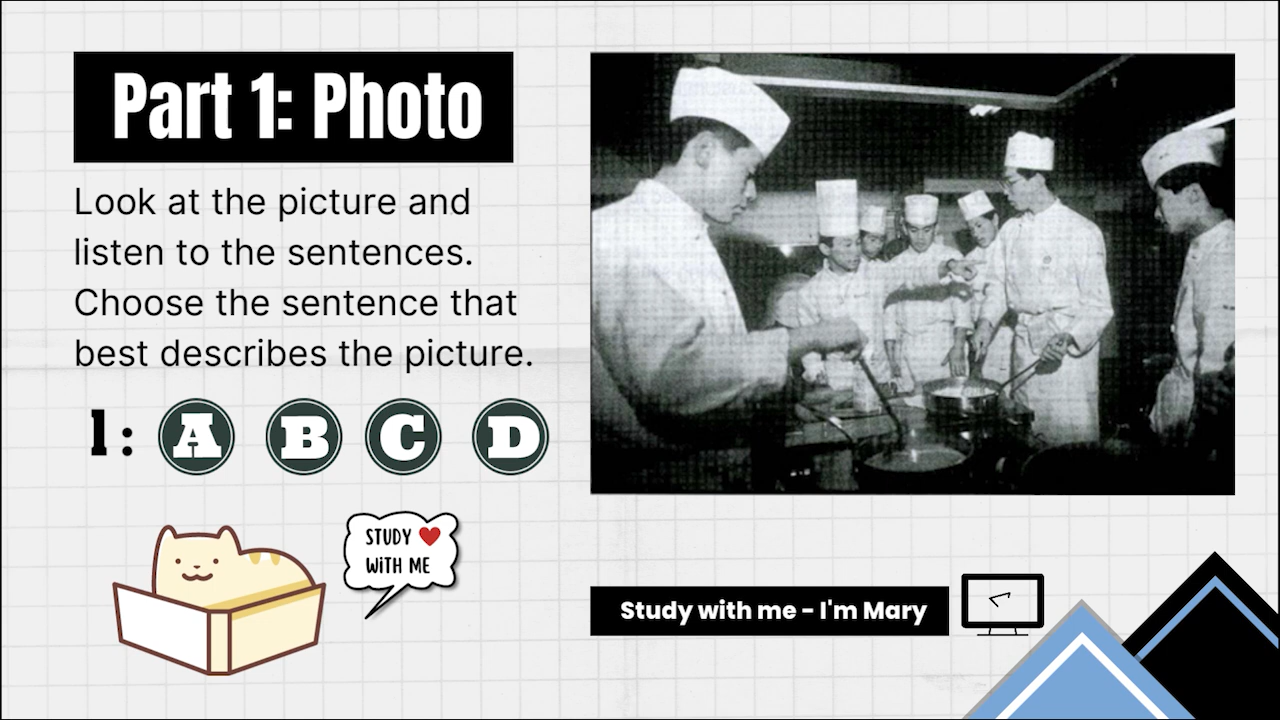 Part 1: Photo
Look at the picture and
listen to the sentences.
Choose the sentence that
best describes the picture.
1: A B C D
STUDY ❤
WiTH ME
Study with me - I'm Mary